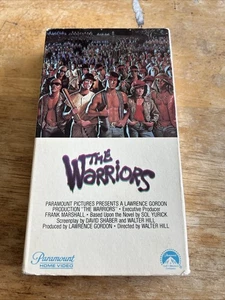 THE
WARRIORS
PARAMOUNT PICTURES PRESENTS A LAWRENCE GORDON
PRODUCTION "THE WARRIORS" • Executive Producer
FRANK MARSHALL • Based Upon the Novel by SOL YURICK
Screenplay by DAVID SHABER and WALTER HILL
Produced by LAWRENCE GORDON • Directed by WALTER HILL
Paramount
HOME VIDEO